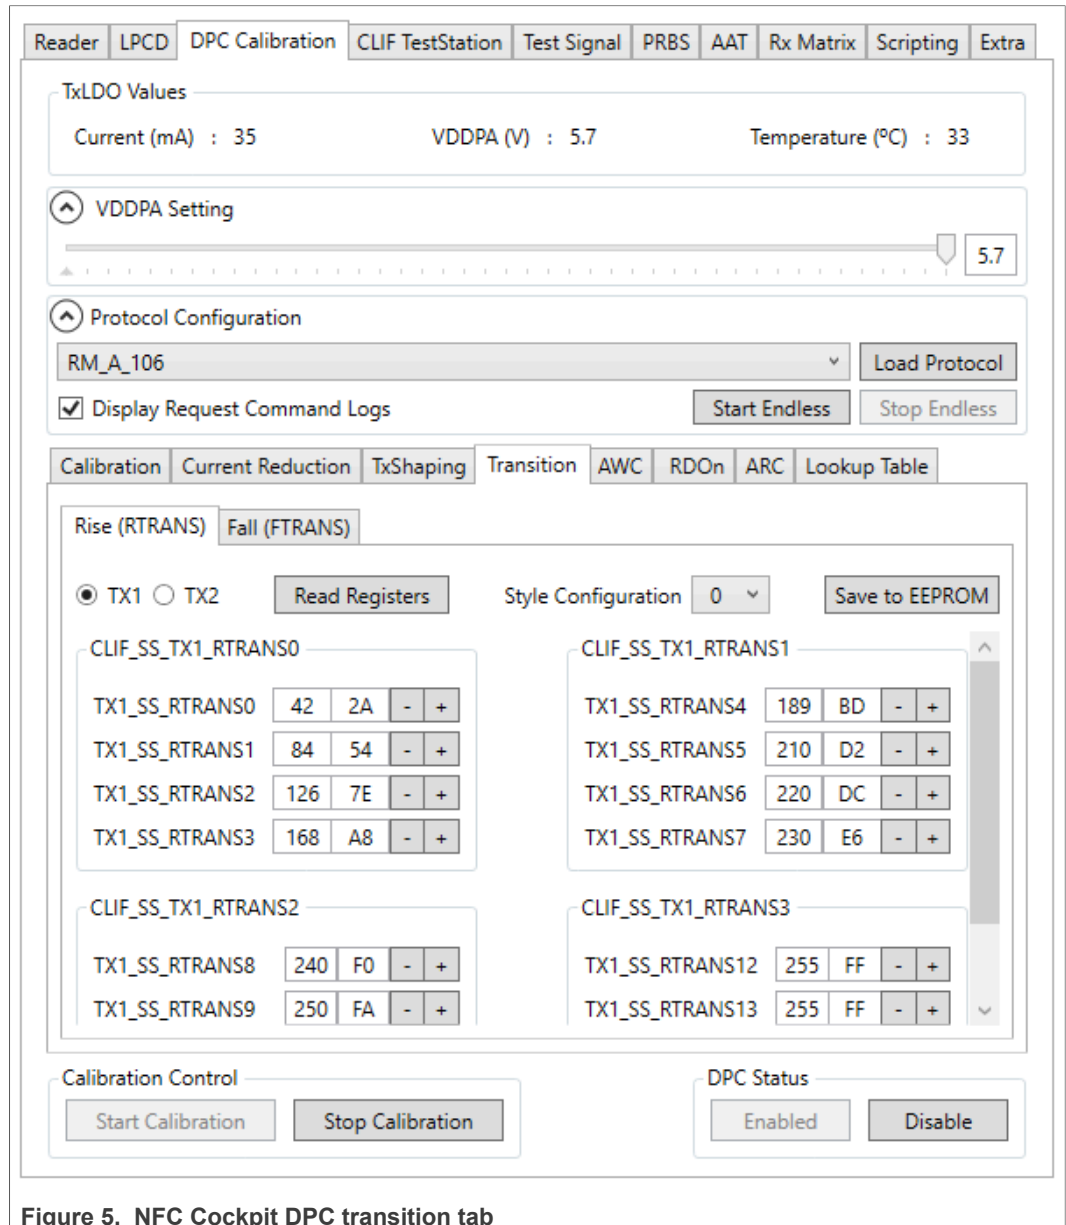 Reader LPCD DPC Calibration CLIF TestStation Test Signal PRBS AAT Rx Matrix Scripting Extra
TxLDO Values
Current (mA) : 35 VDDPA (V) : 5.7 Temperature (ºC) : 33
VDDPA Setting
5.7
Protocol Configuration
RM_A_106 Load Protocol
Display Request Command Logs Start Endless Stop Endless
Calibration Current Reduction TxShaping Transition AWC RDOn ARC Lookup Table
Rise (RTRANS) Fall (FTRANS)
TX1 TX2 Read Registers Style Configuration 0 Save to EEPROM
CLIF_SS_TX1_RTRANS0 CLIF_SS_TX1_RTRANS1
TX1_SS_RTRANS0 42 2A - + TX1_SS_RTRANS4 189 BD - +
TX1_SS_RTRANS1 84 54 - + TX1_SS_RTRANS5 210 D2 - +
TX1_SS_RTRANS2 126 7E - + TX1_SS_RTRANS6 220 DC - +
TX1_SS_RTRANS3 168 A8 - + TX1_SS_RTRANS7 230 E6 - +
CLIF_SS_TX1_RTRANS2 CLIF_SS_TX1_RTRANS3
TX1_SS_RTRANS8 240 F0 - + TX1_SS_RTRANS12 255 FF - +
TX1_SS_RTRANS9 250 FA - + TX1_SS_RTRANS13 255 FF - +
Calibration Control DPC Status
Start Calibration Stop Calibration Enabled Disable
Figure 5. NFC Cockpit DPC transition tab